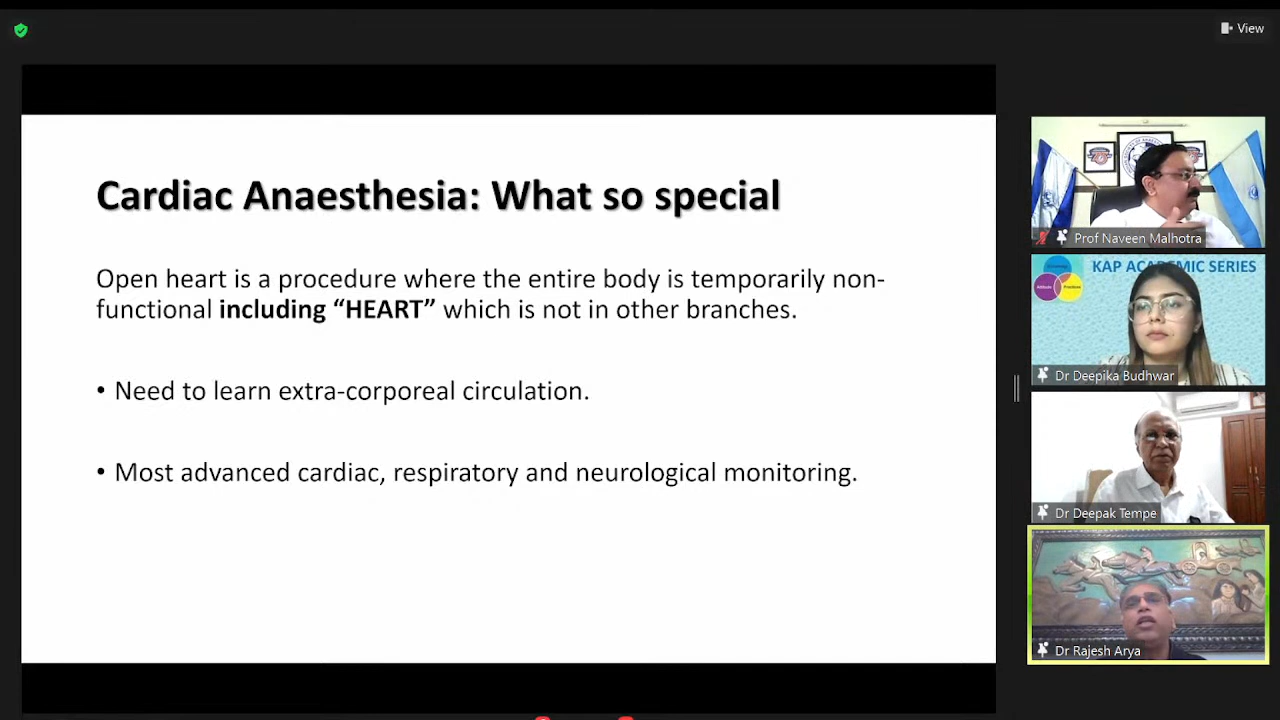 View
Cardiac Anaesthesia: What so special
Open heart is a procedure where the entire body is temporarily non-
functional including “HEART” which is not in other branches.
• Need to learn extra-corporeal circulation.
• Most advanced cardiac, respiratory and neurological monitoring.
Prof Naveen Malhotra
KAP ACADEMIC SERIES
Dr Deepika Budhwar
Dr Deepak Tempe
Dr Rajesh Arya